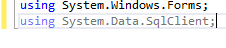 using System.Windows.Forms;
using System.Data.SqlClient;